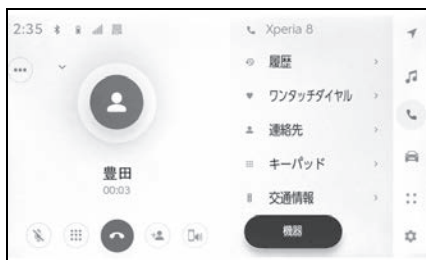 2:35
豊田
00:03
Xperia 8
履歴
ワンタッチダイヤル
連絡先
キーパッド
交通情報
機器